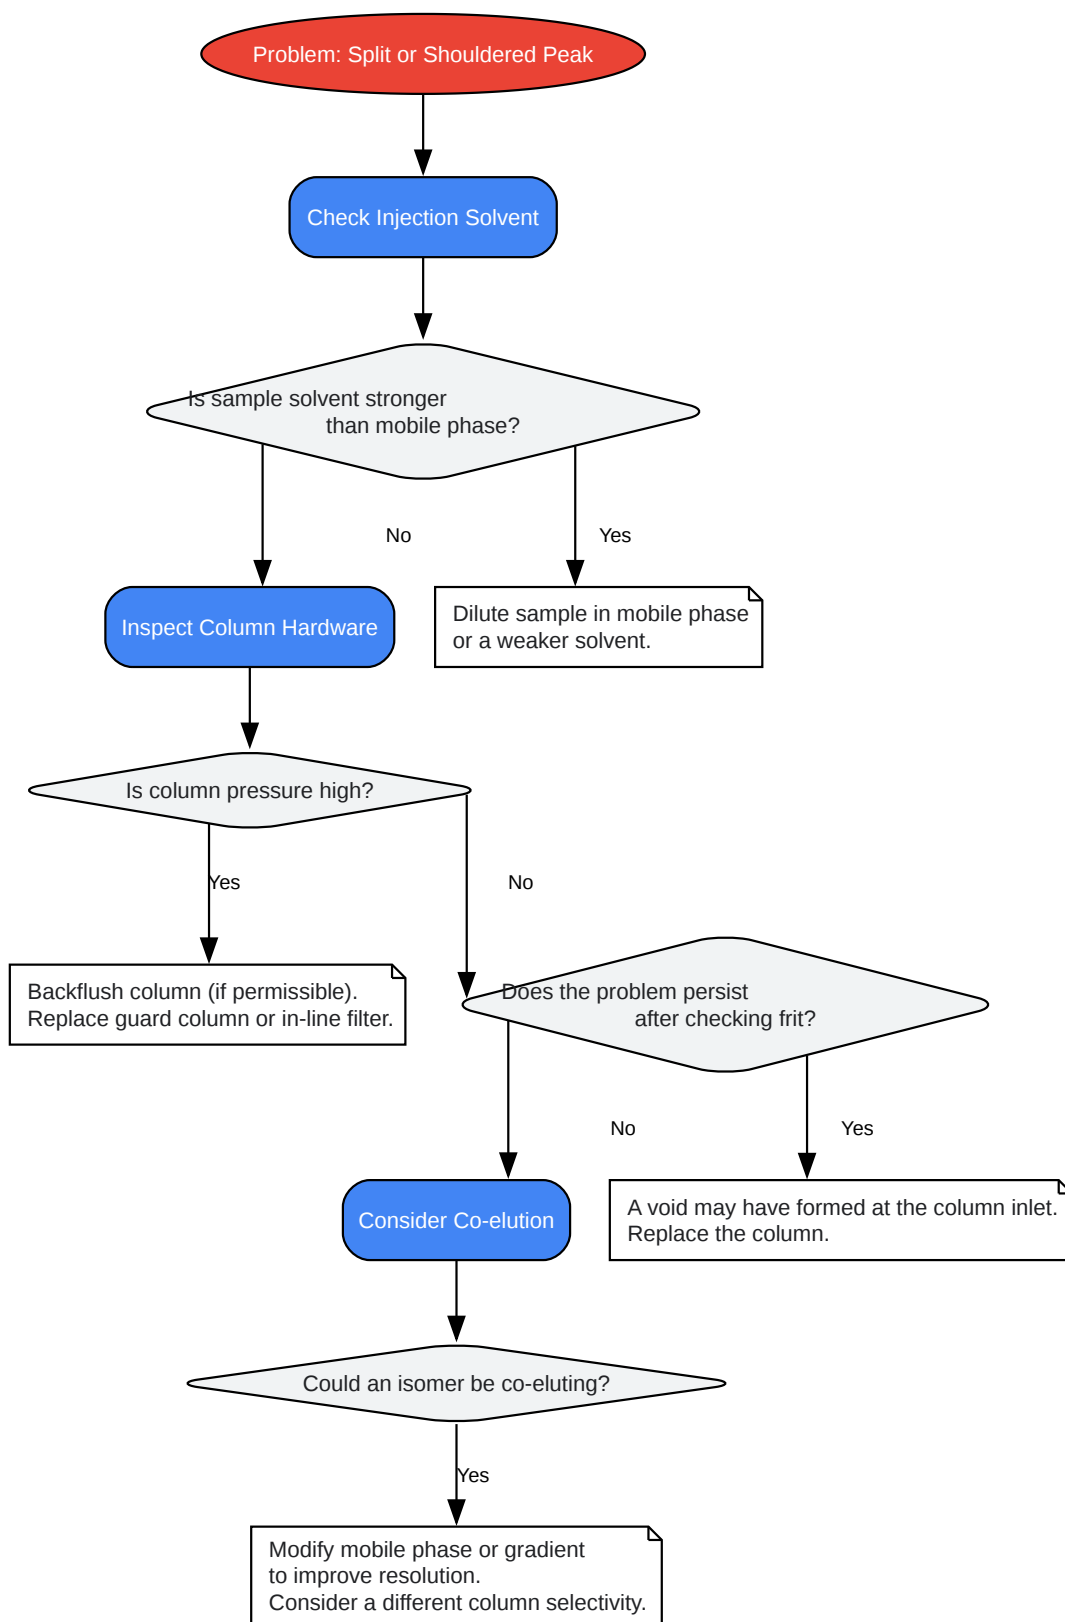 Problem: Split or Shouldered Peak
Check Injection Solvent
Is sample solvent stronger
than mobile phase?
No
Yes
Inspect Column Hardware
Dilute sample in mobile phase
or a weaker solvent.
Is column pressure high?
Yes
No
Backflush column (if permissible).
Replace guard column or in-line filter.
Does the problem persist
after checking frit?
No
Yes
Consider Co-elution
A void may have formed at the column inlet.
Replace the column.
Could an isomer be co-eluting?
Yes
Modify mobile phase or gradient
to improve resolution.
Consider a different column selectivity.